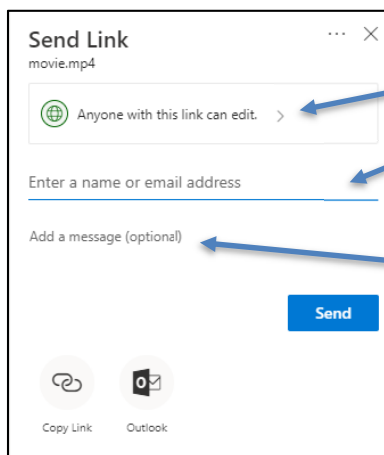 Send Link
movie.mp4
Anyone with this link can edit.
Enter a name or email address
Add a message (optional)
Send
Copy Link
Outlook